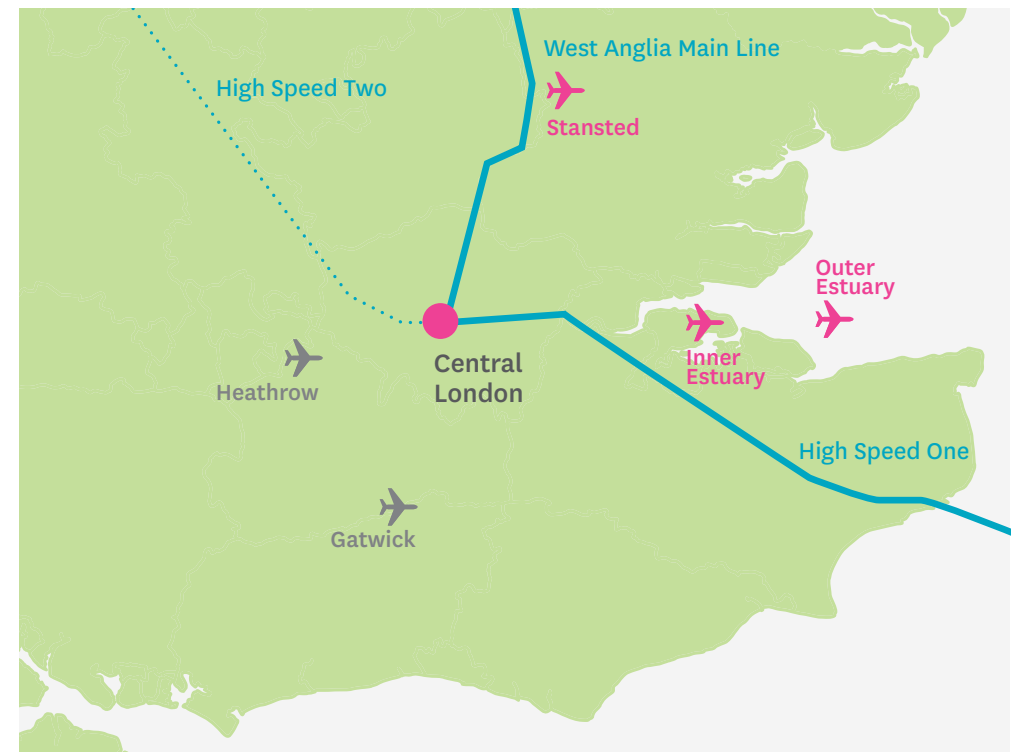 West Anglia Main Line
High Speed Two
Stansted
Outer
Estuary
Inner
Estuary
Central
London
Heathrow
High Speed One
Gatwick